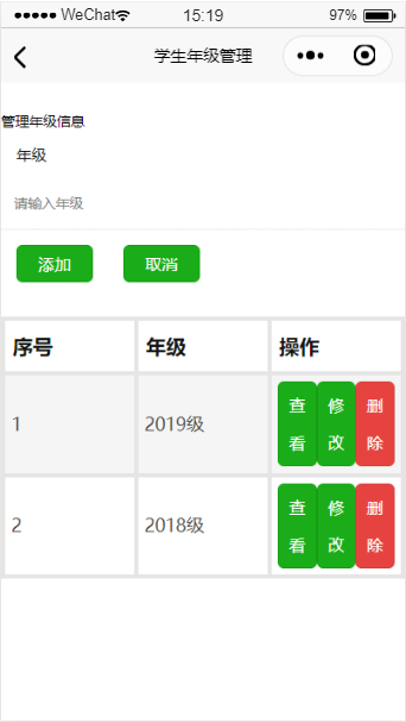 WeChat 15:19 97%
学生年级管理
管理年级信息
年级
请输入年级
添加 取消
序号 年级 操作
1 2019级 查看 修改 删除
2 2018级 查看 修改 删除